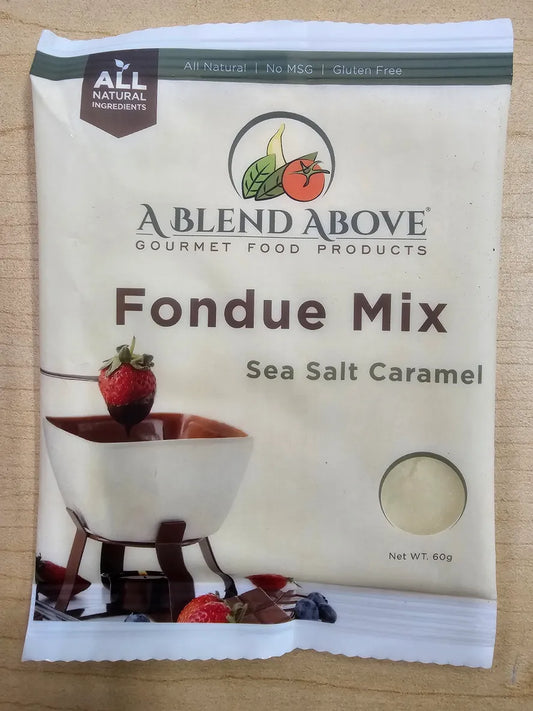 All Natural | No MSG | Gluten Free
ALL
NATURAL
INGREDIENTS
A BLEND ABOVE®
GOURMET FOOD PRODUCTS
Fondue Mix
Sea Salt Caramel
Net WT. 60g